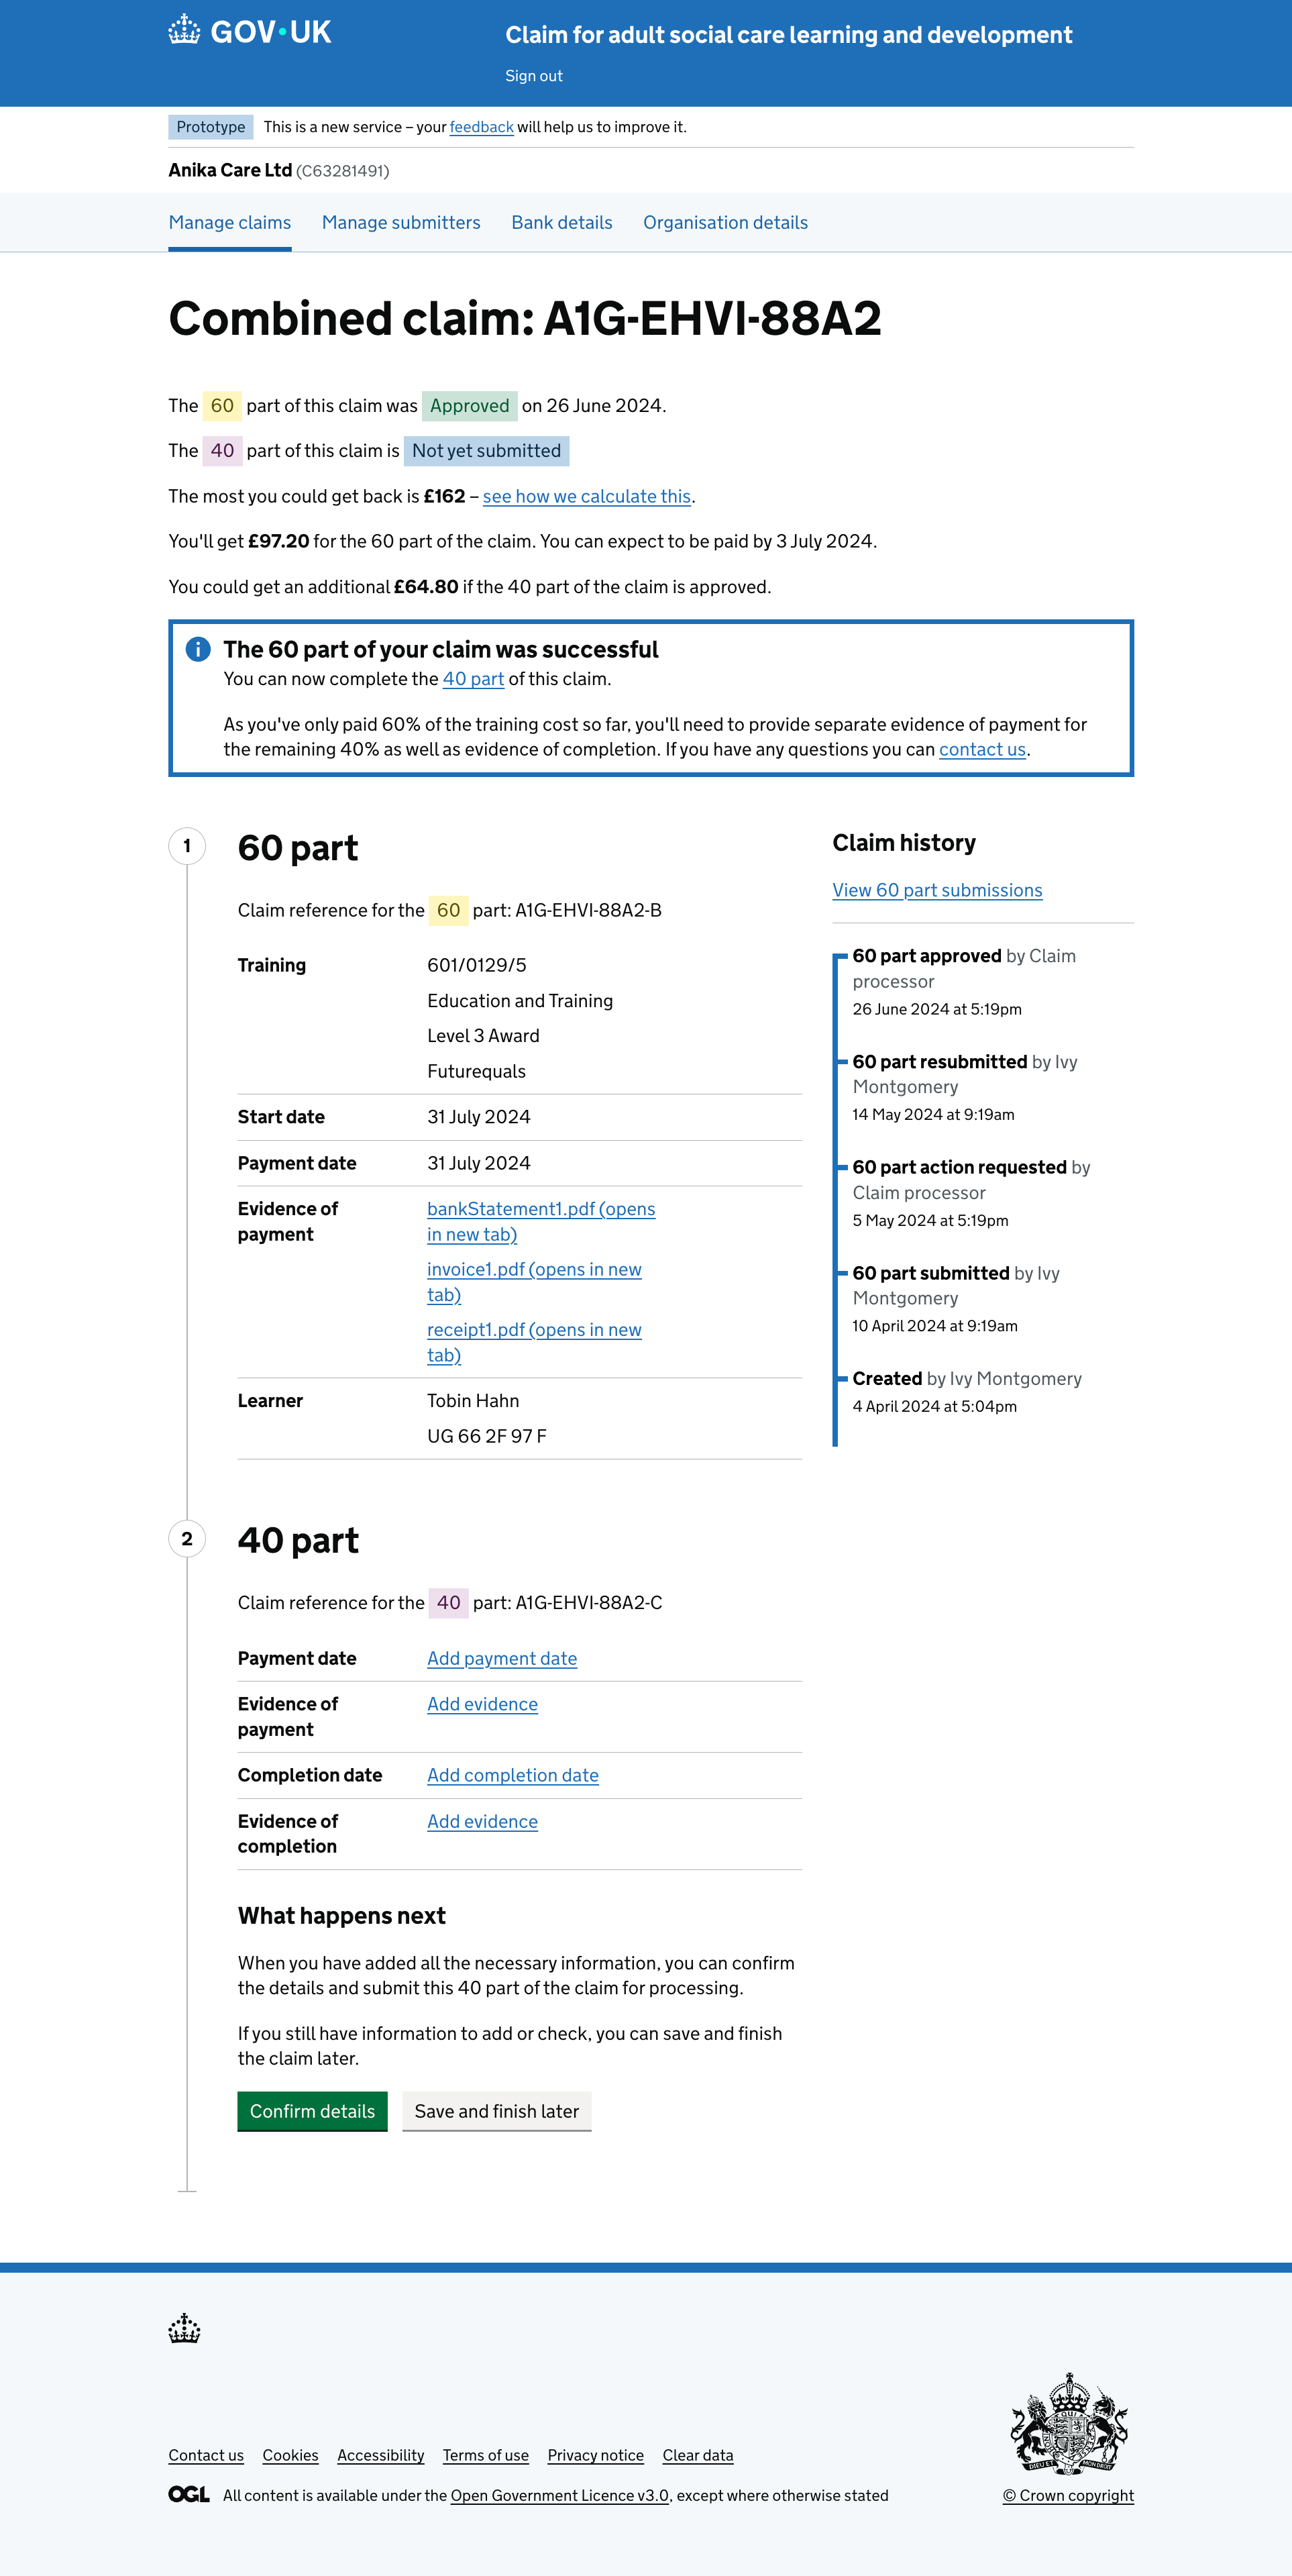 GOV·UK
Claim for adult social care learning and development
Sign out
Prototype This is a new service – your feedback will help us to improve it.
Anika Care Ltd (C63281491)
Manage claims Manage submitters Bank details Organisation details
Combined claim: A1G-EHVI-88A2
The 60 part of this claim was Approved on 26 June 2024.
The 40 part of this claim is Not yet submitted
The most you could get back is £162 – see how we calculate this.
You'll get £97.20 for the 60 part of the claim. You can expect to be paid by 3 July 2024.
You could get an additional £64.80 if the 40 part of the claim is approved.
The 60 part of your claim was successful
You can now complete the 40 part of this claim.
As you've only paid 60% of the training cost so far, you'll need to provide separate evidence of payment for
the remaining 40% as well as evidence of completion. If you have any questions you can contact us.
1
60 part
Claim reference for the 60 part: A1G-EHVI-88A2-B
Training 601/0129/5
Education and Training
Level 3 Award
Futurequals
Start date 31 July 2024
Payment date 31 July 2024
Evidence of
payment
bankStatement1.pdf (opens
in new tab)
invoice1.pdf (opens in new
tab)
receipt1.pdf (opens in new
tab)
Learner Tobin Hahn
UG 66 2F 97 F
Claim history
View 60 part submissions
60 part approved by Claim
processor
26 June 2024 at 5:19pm
60 part resubmitted by Ivy
Montgomery
14 May 2024 at 9:19am
60 part action requested by
Claim processor
5 May 2024 at 5:19pm
60 part submitted by Ivy
Montgomery
10 April 2024 at 9:19am
Created by Ivy Montgomery
4 April 2024 at 5:04pm
2
40 part
Claim reference for the 40 part: A1G-EHVI-88A2-C
Payment date Add payment date
Evidence of
payment
Add evidence
Completion date Add completion date
Evidence of
completion
Add evidence
What happens next
When you have added all the necessary information, you can confirm
the details and submit this 40 part of the claim for processing.
If you still have information to add or check, you can save and finish
the claim later.
Confirm details Save and finish later
Contact us Cookies Accessibility Terms of use Privacy notice Clear data
OGL All content is available under the Open Government Licence v3.0, except where otherwise stated
© Crown copyright